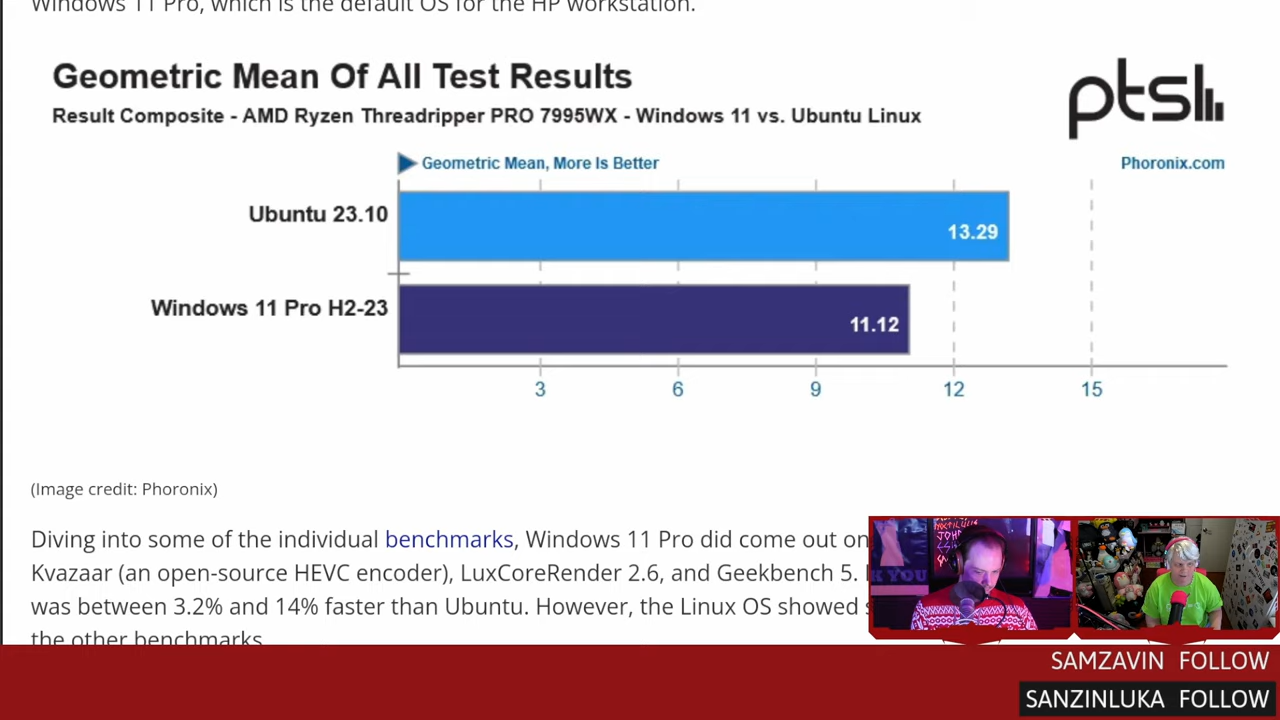 Windows 11 Pro, which is the default OS for the HP workstation.
Geometric Mean Of All Test Results
Result Composite - AMD Ryzen Threadripper PRO 7995WX - Windows 11 vs. Ubuntu Linux
pts
Geometric Mean, More Is Better
Phoronix.com
Ubuntu 23.10
13.29
Windows 11 Pro H2-23
11.12
3 6 9 12 15
(Image credit: Phoronix)
Diving into some of the individual benchmarks, Windows 11 Pro did come out on
Kvazaar (an open-source HEVC encoder), LuxCoreRender 2.6, and Geekbench 5.
was between 3.2% and 14% faster than Ubuntu. However, the Linux OS showed
the other benchmarks.
SAMZAVIN FOLLOW
SANZINLUKA FOLLOW